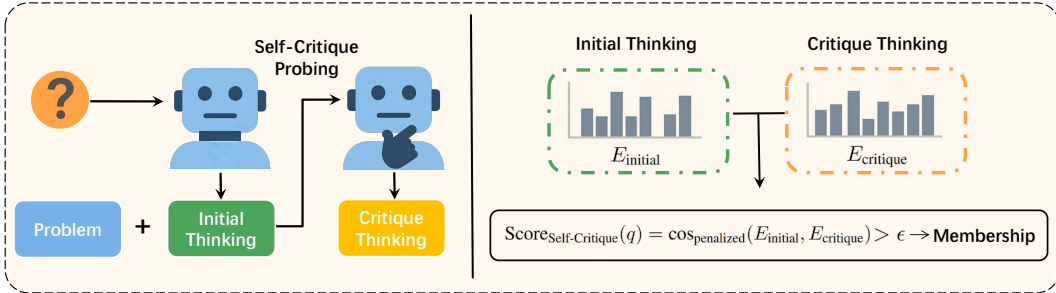 ?
Self-Critique
Probing
Problem
+
Initial
Thinking
Critique
Thinking
Initial Thinking
Critique Thinking
E_initial
E_critique
Score_Self-Critique(q) = cos_penalized(E_initial, E_critique) > ϵ → Membership